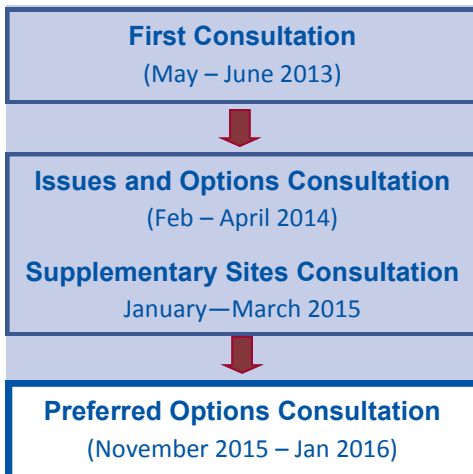 First Consultation
(May – June 2013)
Issues and Options Consultation
(Feb – April 2014)
Supplementary Sites Consultation
January—March 2015
Preferred Options Consultation
(November 2015 – Jan 2016)